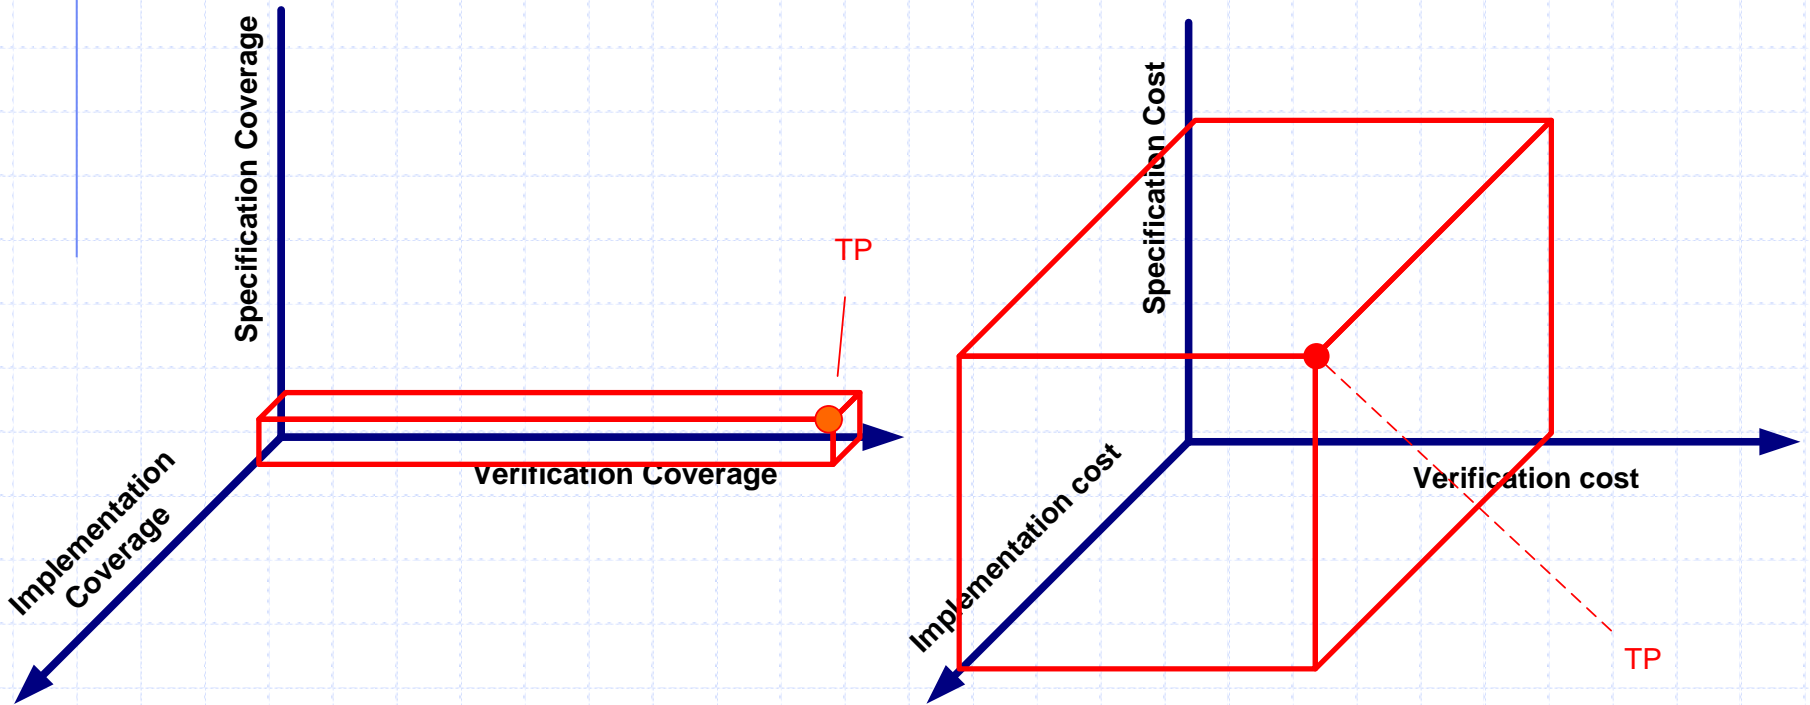 Specification Coverage
TP
Verification Coverage
Implementation
Coverage
Specification Cost
Verification cost
Implementation cost
TP